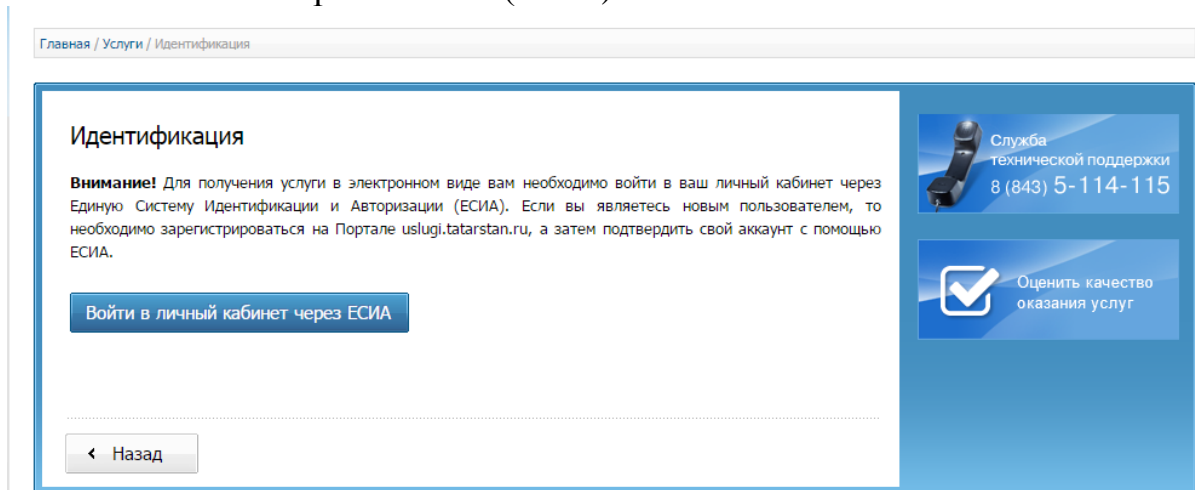 Главная / Услуги / Идентификация
Идентификация
Внимание! Для получения услуги в электронном виде вам необходимо войти в ваш личный кабинет через
Единую Систему Идентификации и Авторизации (ЕСИА). Если вы являетесь новым пользователем, то
необходимо зарегистрироваться на Портале uslugi.tatarstan.ru, а затем подтвердить свой аккаунт с помощью
ЕСИА.
Войти в личный кабинет через ЕСИА
Назад
Служба
технической поддержки
8 (843) 5-114-115
Оценить качество
оказания услуг